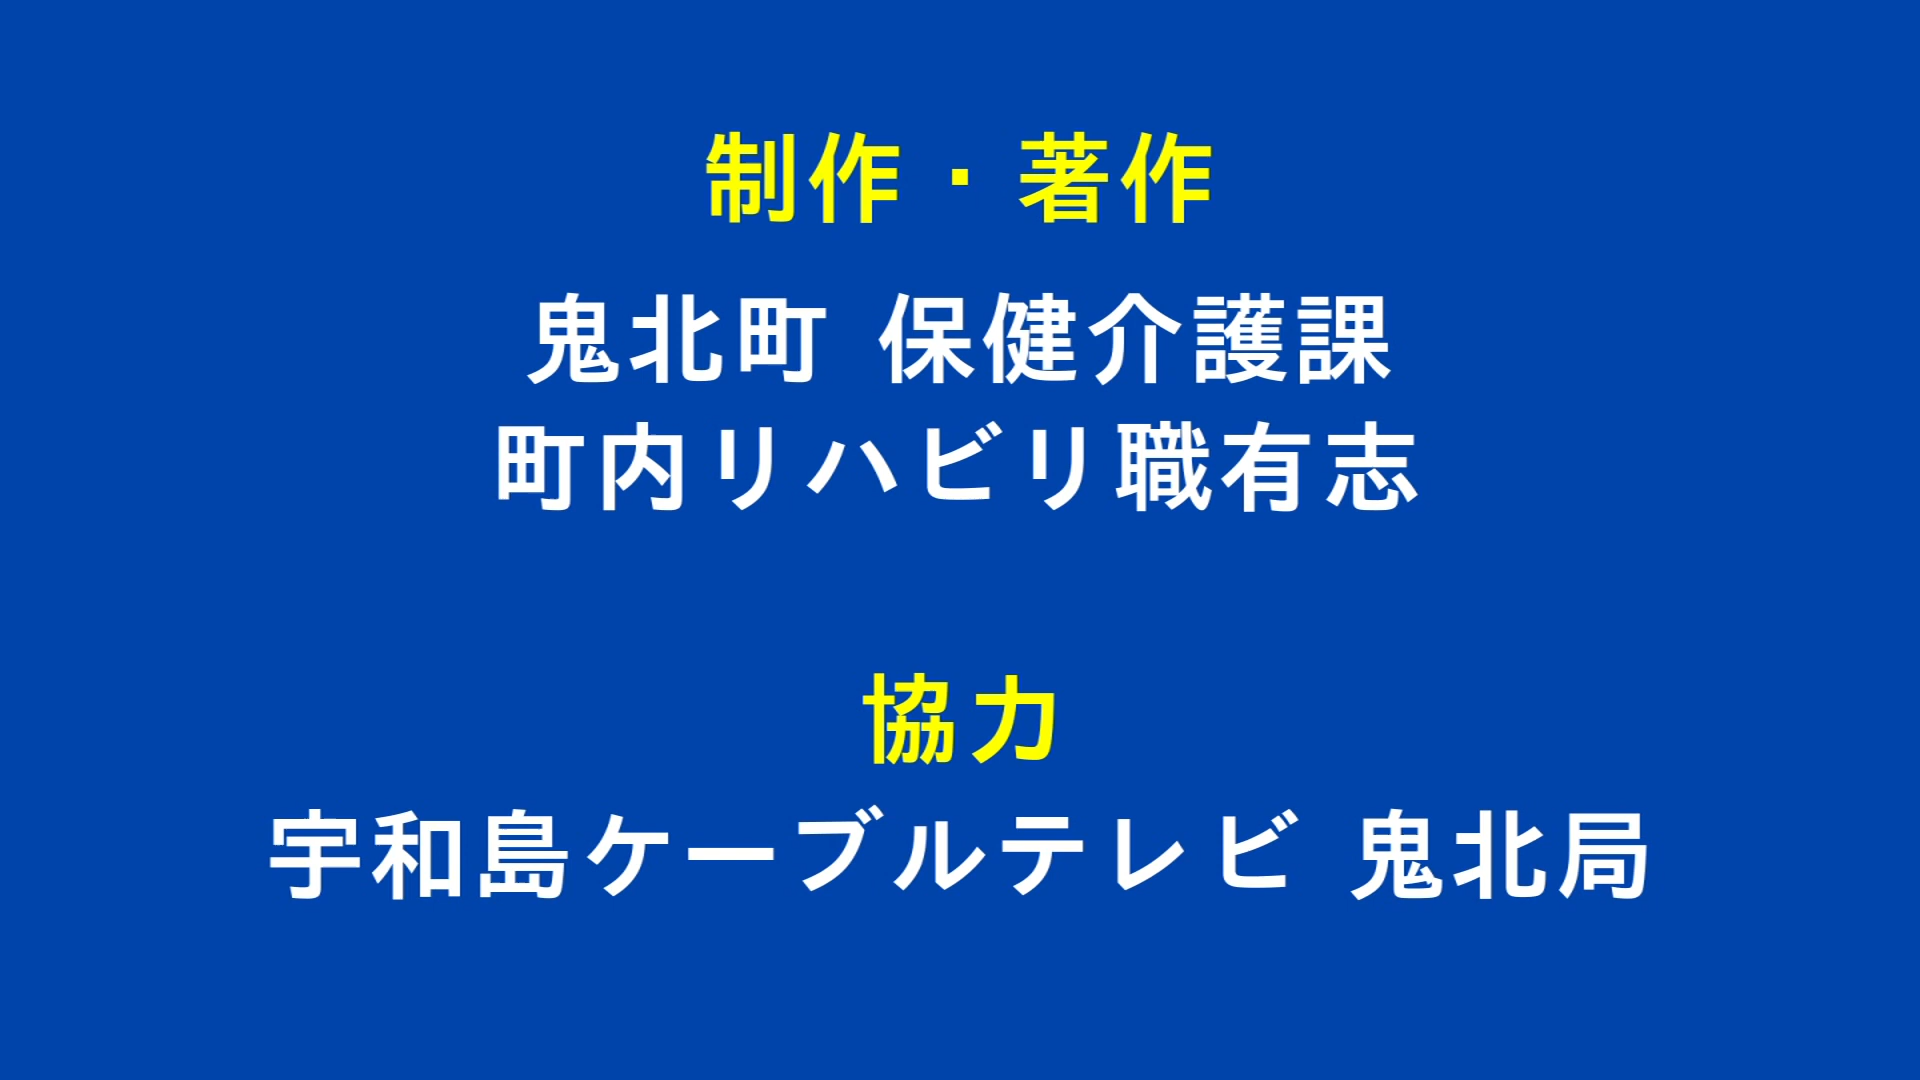 制作・著作
鬼北町 保健介護課
町内リハビリ職有志
協力
宇和島ケーブルテレビ 鬼北局